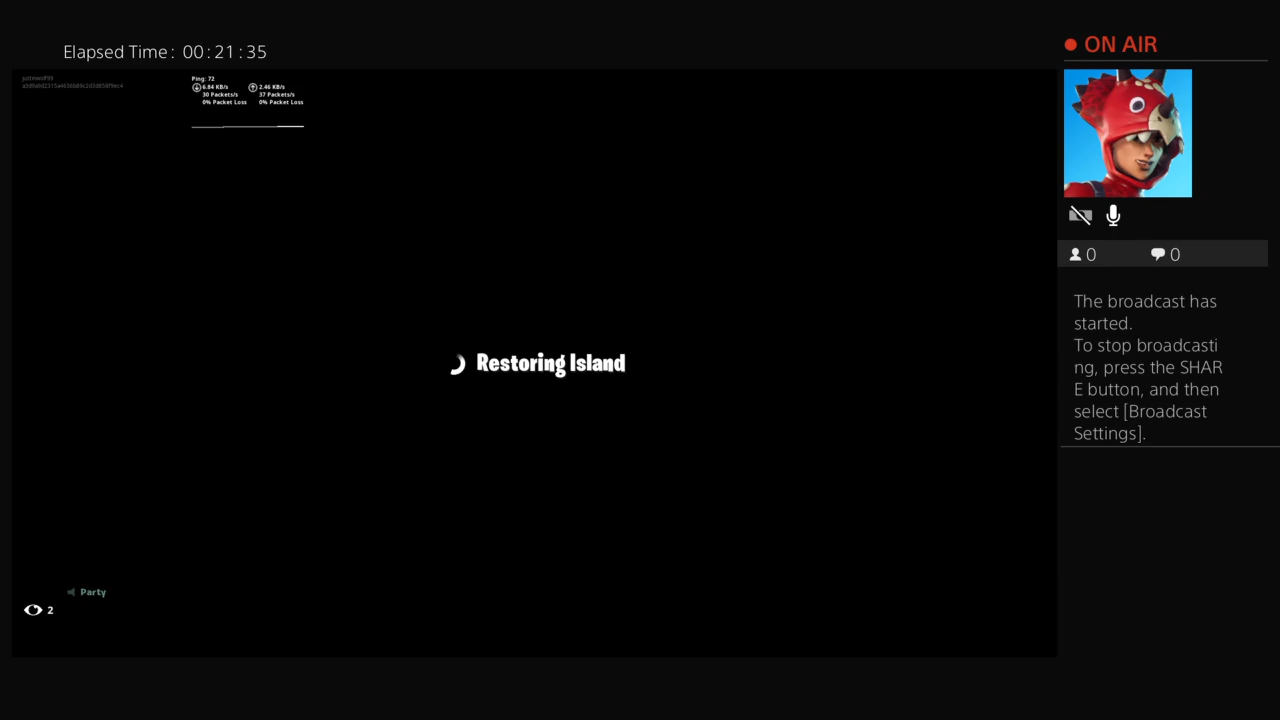 Elapsed Time: 00:21:35
ON AIR
Ping: 72
6.84 KB/s 2.46 KB/s
30 Packets/s 37 Packets/s
0% Packet Loss 0% Packet Loss
0 0
The broadcast has
started.
To stop broadcasti
ng, press the SHAR
E button, and then
select [Broadcast
Settings].
Restoring Island
Party
2